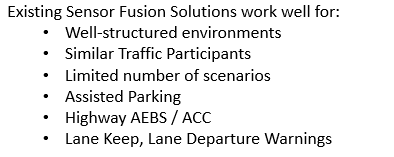 Existing Sensor Fusion Solutions work well for:
• Well-structured environments
• Similar Traffic Participants
• Limited number of scenarios
• Assisted Parking
• Highway AEBS / ACC
• Lane Keep, Lane Departure Warnings